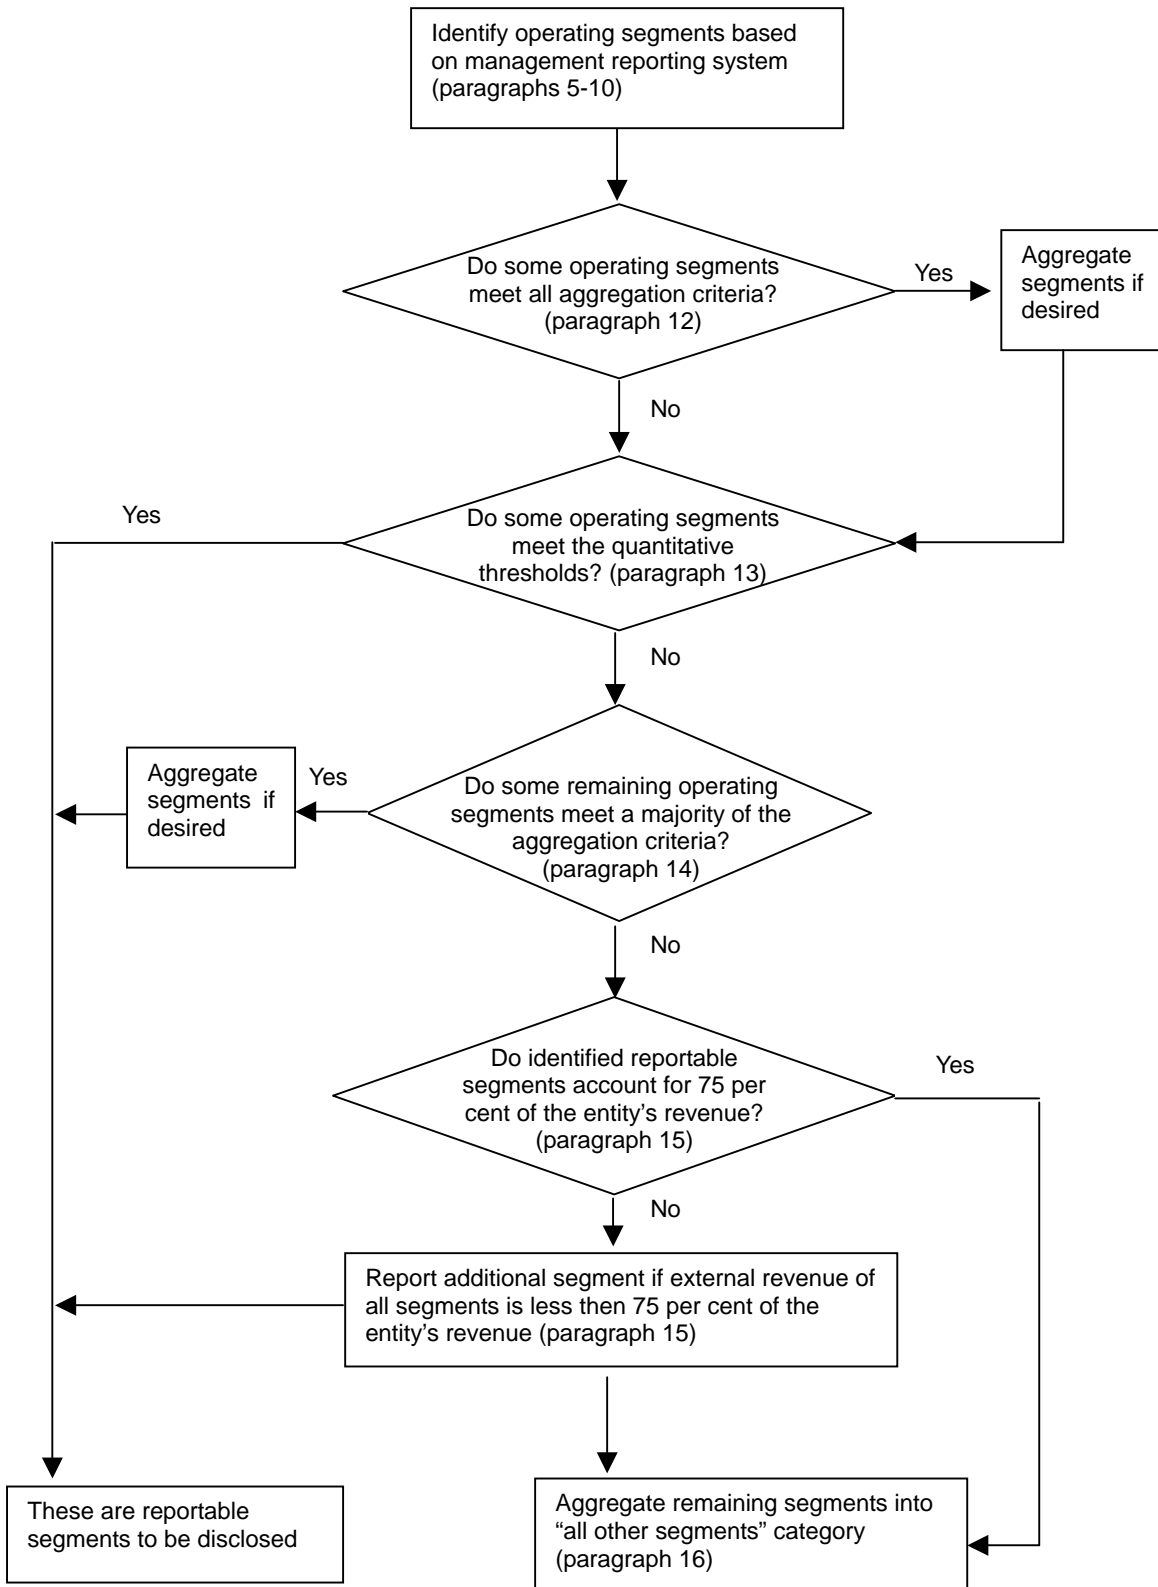 Identify operating segments based
on management reporting system
(paragraphs 5-10)
Do some operating segments
meet all aggregation criteria?
(paragraph 12)
Yes
Aggregate
segments if
desired
No
Yes
Do some operating segments
meet the quantitative
thresholds? (paragraph 13)
No
Aggregate
segments if
desired
Yes
Do some remaining operating
segments meet a majority of the
aggregation criteria?
(paragraph 14)
No
Do identified reportable
segments account for 75 per
cent of the entity’s revenue?
(paragraph 15)
Yes
No
Report additional segment if external revenue of
all segments is less then 75 per cent of the
entity’s revenue (paragraph 15)
These are reportable
segments to be disclosed
Aggregate remaining segments into
“all other segments” category
(paragraph 16)